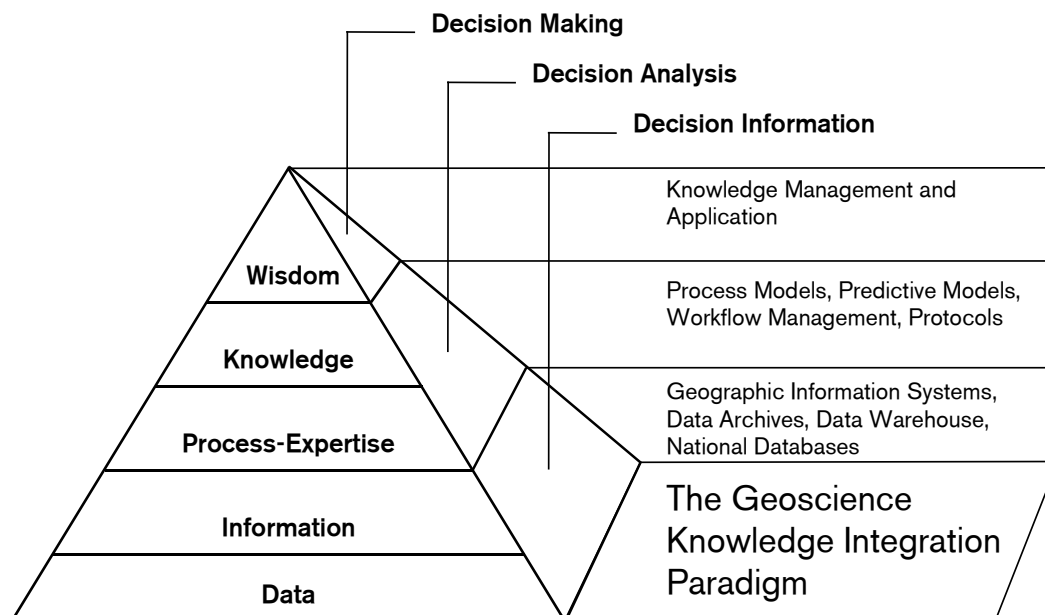 Decision Making
Decision Analysis
Decision Information
Knowledge Management and
Application
Wisdom
Process Models, Predictive Models,
Workflow Management, Protocols
Knowledge
Geographic Information Systems,
Data Archives, Data Warehouse,
National Databases
Process-Expertise
The Geoscience
Knowledge Integration
Paradigm
Information
Data